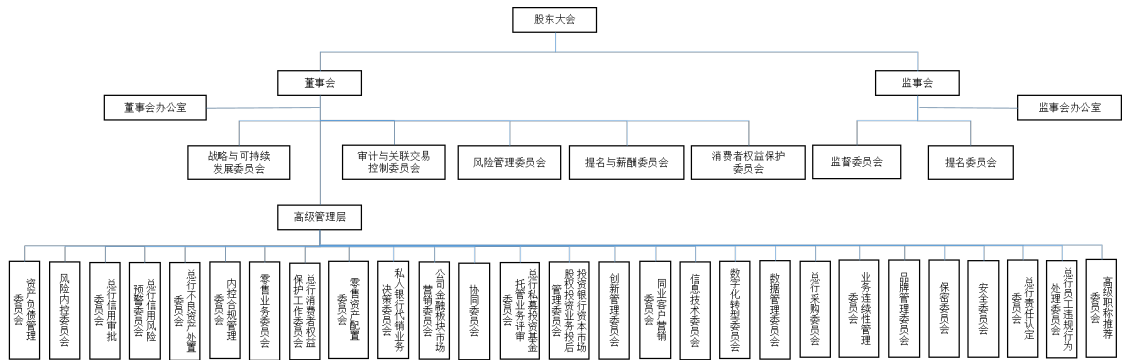 股东大会
董事会
监事会
董事会办公室
监事会办公室
战略与可持续
发展委员会
审计与关联交易
控制委员会
风险管理委员会
提名与薪酬委员会
消费者权益保护
委员会
监督委员会
提名委员会
高级管理层
资产负债管理
委员会
风险内控委员会
总行信用审批
委员会
总行信用风险
预警委员会
总行不良资产处置
委员会
内控合规管理
委员会
零售业务委员会
总行消费者权益
保护工作委员会
零售资产配置
委员会
私人银行代销业务
决策委员会
公司金融板块市场
营销委员会
协同委员会
总行私募投资基金
托管业务评审
委员会
投资银行资本市场
股权投资业务投后
管理委员会
创新管理委员会
同业客户营销
委员会
信息技术委员会
数字化转型委员会
数据管理委员会
总行采购委员会
业务连续性管理
委员会
品牌管理委员会
保密委员会
安全委员会
总行责任认定
委员会
总行员工违规行为
处理委员会
高级职称推荐
委员会